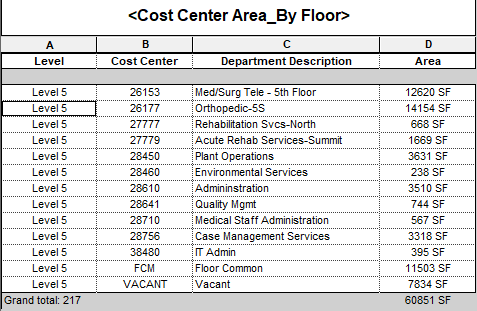 <Cost Center Area_By Floor>
A B C D
Level Cost Center Department Description Area
Level 5 26153 Med/Surg Tele - 5th Floor 12620 SF
Level 5 26177 Orthopedic-5S 14154 SF
Level 5 27777 Rehabilitation Svcs-North 668 SF
Level 5 27779 Acute Rehab Services-Summit 1669 SF
Level 5 28450 Plant Operations 3631 SF
Level 5 28460 Environmental Services 238 SF
Level 5 28610 Admininstration 3510 SF
Level 5 28641 Quality Mgmt 744 SF
Level 5 28710 Medical Staff Administration 567 SF
Level 5 28756 Case Management Services 3318 SF
Level 5 38480 IT Admin 395 SF
Level 5 FCM Floor Common 11503 SF
Level 5 VACANT Vacant 7834 SF
Grand total: 217 60851 SF